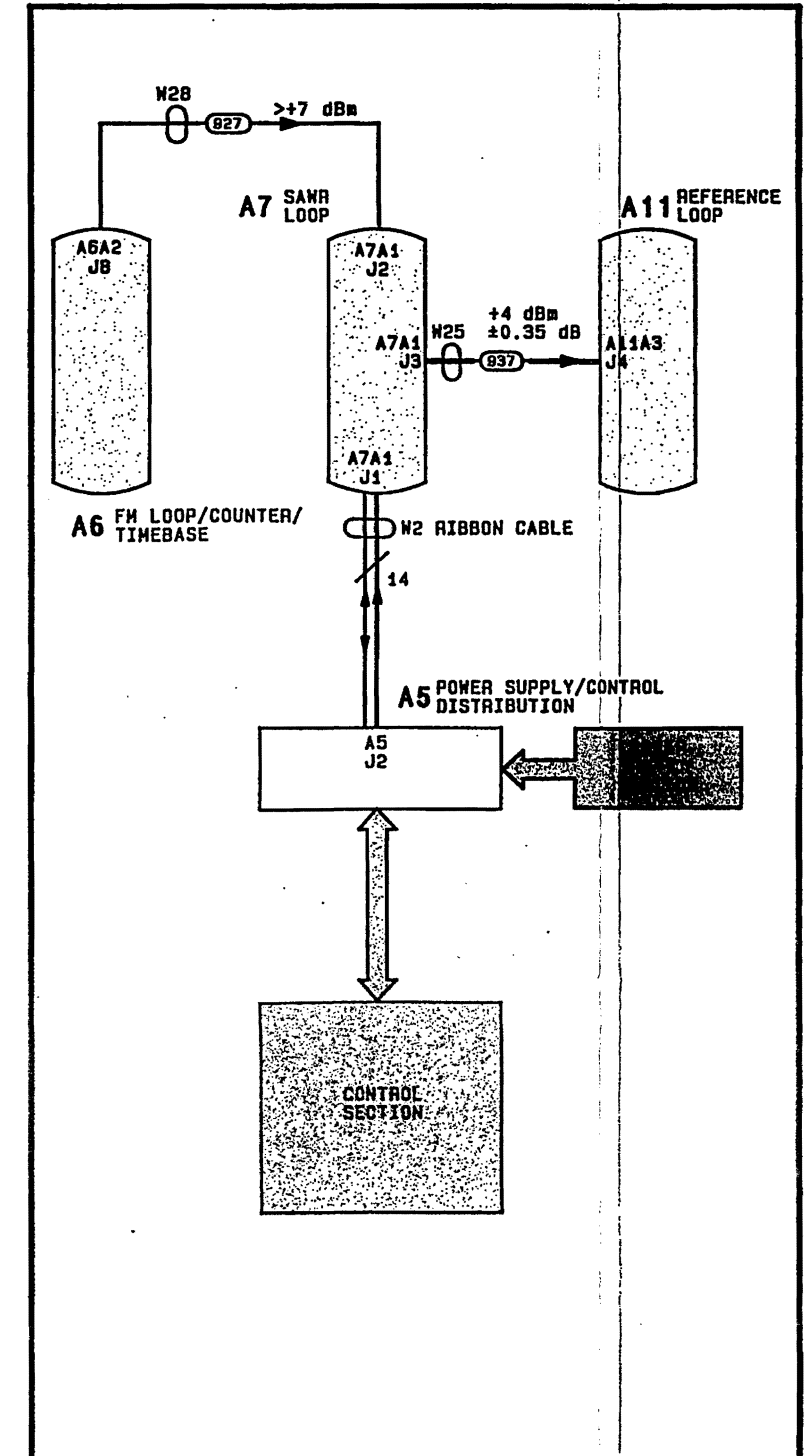 W28
927
>+7 dBm
A7 SAWR
LOOP
A11 REFERENCE
LOOP
A6A2
J8
A7A1
J2
+4 dBm
±0.35 dB
A7A1
J3
W25
937
A11A3
J4
A7A1
J1
A6 FM LOOP/COUNTER/
TIMEBASE
W2 RIBBON CABLE
14
A5 POWER SUPPLY/CONTROL
DISTRIBUTION
A5
J2
CONTROL
SECTION